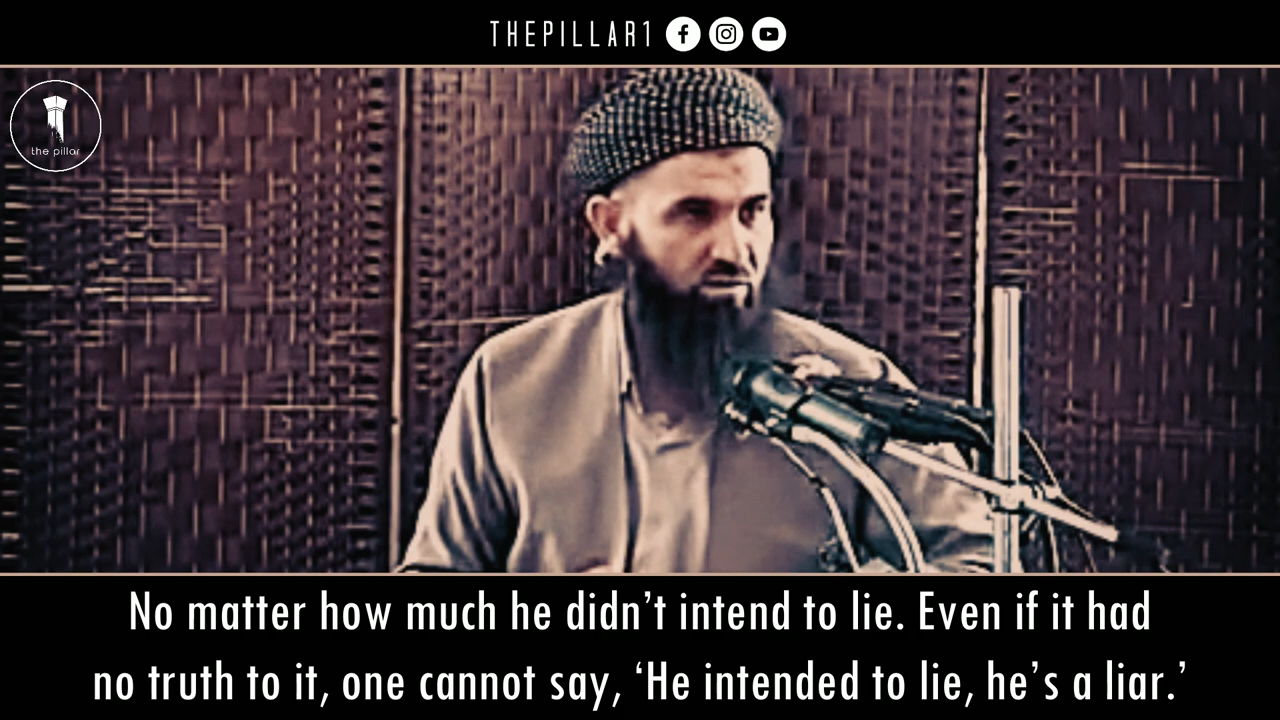 THEPILLAR1
the pillar
No matter how much he didn’t intend to lie. Even if it had
no truth to it, one cannot say, ‘He intended to lie, he’s a liar.’